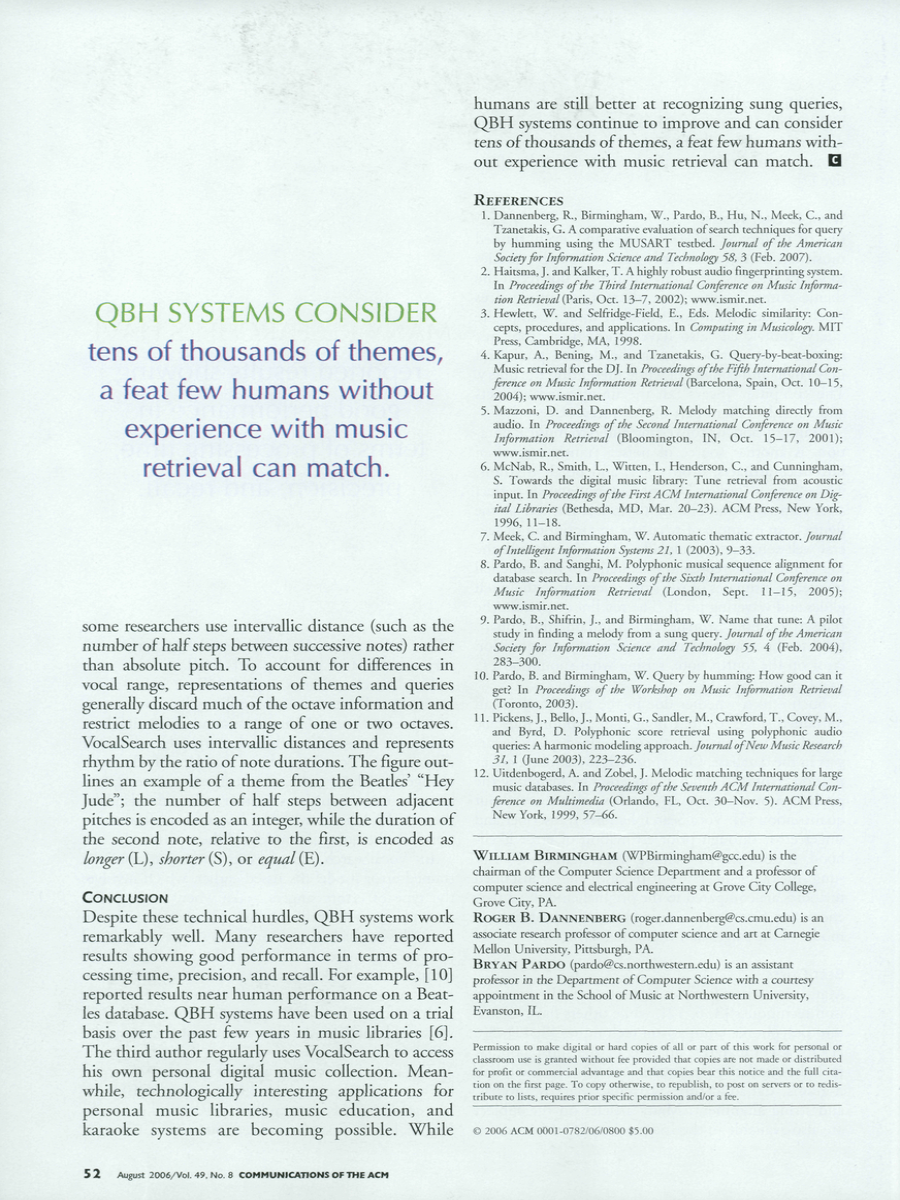 QBH SYSTEMS CONSIDER
tens of thousands of themes,
a feat few humans without
experience with music
retrieval can match.
some researchers use intervallic distance (such as the
number of half steps between successive notes) rather
than absolute pitch. To account for differences in
vocal range, representations of themes and queries
generally discard much of the octave information and
restrict melodies to a range of one or two octaves.
VocalSearch uses intervallic distances and represents
rhythm by the ratio of note durations. The figure out-
lines an example of a theme from the Beatles’ “Hey
Jude”; the number of half steps between adjacent
pitches is encoded as an integer, while the duration of
the second note, relative to the first, is encoded as
longer (L), shorter (S), or equal (E).
CONCLUSION
Despite these technical hurdles, QBH systems work
remarkably well. Many researchers have reported
results showing good performance in terms of pro-
cessing time, precision, and recall. For example, [10]
reported results near human performance on a Beat-
les database. QBH systems have been used on a trial
basis over the past few years in music libraries [6].
The third author regularly uses VocalSearch to access
his own personal digital music collection. Mean-
while, technologically interesting applications for
personal music libraries, music education, and
karaoke systems are becoming possible. While
humans are still better at recognizing sung queries,
QBH systems continue to improve and can consider
tens of thousands of themes, a feat few humans with-
out experience with music retrieval can match. C
REFERENCES
1. Dannenberg, R., Birmingham, W., Pardo, B., Hu, N., Meek, C., and
Tzanetakis, G. A comparative evaluation of search techniques for query
by humming using the MUSART testbed. Journal of the American
Society for Information Science and Technology 58, 3 (Feb. 2007).
2. Haitsma, J. and Kalker, T. A highly robust audio fingerprinting system.
In Proceedings of the Third International Conference on Music Informa-
tion Retrieval (Paris, Oct. 13–7, 2002); www.ismir.net.
3. Hewlett, W. and Selfridge-Field, E., Eds. Melodic similarity: Con-
cepts, procedures, and applications. In Computing in Musicology. MIT
Press, Cambridge, MA, 1998.
4. Kapur, A., Bening, M., and Tzanetakis, G. Query-by-beat-boxing:
Music retrieval for the DJ. In Proceedings of the Fifth International Con-
ference on Music Information Retrieval (Barcelona, Spain, Oct. 10–15,
2004); www.ismir.net.
5. Mazzoni, D. and Dannenberg, R. Melody matching directly from
audio. In Proceedings of the Second International Conference on Music
Information Retrieval (Bloomington, IN, Oct. 15–17, 2001);
www.ismir.net.
6. McNab, R., Smith, L., Witten, I., Henderson, C., and Cunningham,
S. Towards the digital music library: Tune retrieval from acoustic
input. In Proceedings of the First ACM International Conference on Dig-
ital Libraries (Bethesda, MD, Mar. 20–23). ACM Press, New York,
1996, 11–18.
7. Meek, C. and Birmingham, W. Automatic thematic extractor. Journal
of Intelligent Information Systems 21, 1 (2003), 9–33.
8. Pardo, B. and Sanghi, M. Polyphonic musical sequence alignment for
database search. In Proceedings of the Sixth International Conference on
Music Information Retrieval (London, Sept. 11–15, 2005);
www.ismir.net.
9. Pardo, B., Shifrin, J., and Birmingham, W. Name that tune: A pilot
study in finding a melody from a sung query. Journal of the American
Society for Information Science and Technology 55, 4 (Feb. 2004),
283–300.
10. Pardo, B. and Birmingham, W. Query by humming: How good can it
get? In Proceedings of the Workshop on Music Information Retrieval
(Toronto, 2003).
11. Pickens, J., Bello, J., Monti, G., Sandler, M., Crawford, T., Covey, M.,
and Byrd, D. Polyphonic score retrieval using polyphonic audio
queries: A harmonic modeling approach. Journal of New Music Research
31, 1 (June 2003), 223–236.
12. Uitdenbogerd, A. and Zobel, J. Melodic matching techniques for large
music databases. In Proceedings of the Seventh ACM International Con-
ference on Multimedia (Orlando, FL, Oct. 30–Nov. 5). ACM Press,
New York, 1999, 57–66.
WILLIAM BIRMINGHAM (WPBirmingham@gcc.edu) is the
chairman of the Computer Science Department and a professor of
computer science and electrical engineering at Grove City College,
Grove City, PA.
ROGER B. DANNENBERG (roger.dannenberg@cs.cmu.edu) is an
associate research professor of computer science and art at Carnegie
Mellon University, Pittsburgh, PA.
BRYAN PARDO (pardo@cs.northwestern.edu) is an assistant
professor in the Department of Computer Science with a courtesy
appointment in the School of Music at Northwestern University,
Evanston, IL.
Permission to make digital or hard copies of all or part of this work for personal or
classroom use is granted without fee provided that copies are not made or distributed
for profit or commercial advantage and that copies bear this notice and the full cita-
tion on the first page. To copy otherwise, to republish, to post on servers or to redis-
tribute to lists, requires prior specific permission and/or a fee.
© 2006 ACM 0001-0782/06/0800 $5.00
52 August 2006/Vol. 49, No. 8 COMMUNICATIONS OF THE ACM